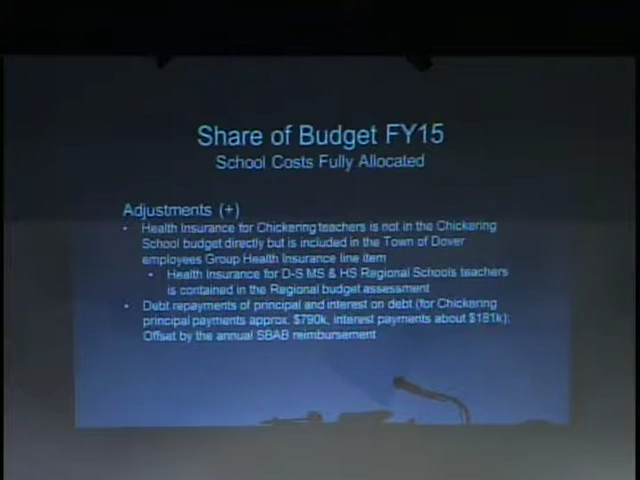 Share of Budget FY15
School Costs Fully Allocated
Adjustments (+)
• Health Insurance for Chickering teachers is not in the Chickering
School budget directly but is included in the Town of Dover
employees Group Health Insurance line item
• Health Insurance for D-S MS & HS Regional Schools teachers
is contained in the Regional budget assessment
• Debt repayments of principal and interest on debt (for Chickering
principal payments approx. $790k, interest payments about $181k);
Offset by the annual SBAB reimbursement